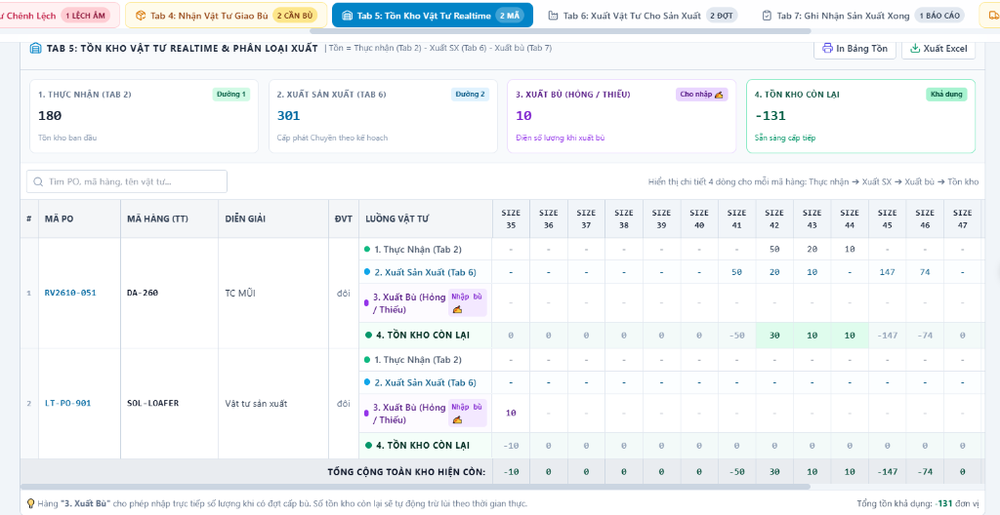 ư Chênh Lệch 1 LỆCH ÂM Tab 4: Nhận Vật Tư Giao Bù 2 CẦN BÙ Tab 5: Tồn Kho Vật Tư Realtime 2 MÃ Tab 6: Xuất Vật Tư Cho Sản Xuất 2 ĐỢT Tab 7: Ghi Nhận Sản Xuất Xong 1 BÁO CÁO
TAB 5: TỒN KHO VẬT TƯ REALTIME & PHÂN LOẠI XUẤT | Tồn = Thực nhận (Tab 2) - Xuất SX (Tab 6) - Xuất bù (Tab 7) In Bảng Tồn Xuất Excel
1. THỰC NHẬN (TAB 2) Đường 1
180
Tồn kho ban đầu
2. XUẤT SẢN XUẤT (TAB 6) Đường 2
301
Cấp phát Chuyền theo kế hoạch
3. XUẤT BÙ (HỎNG / THIẾU) Cho nhập ✍
10
Điền số lượng khi xuất bù
4. TỒN KHO CÒN LẠI Khả dụng
-131
Sẵn sàng cấp tiếp
Tìm PO, mã hàng, tên vật tư... Hiển thị chi tiết 4 dòng cho mỗi mã hàng: Thực nhận ➔ Xuất SX ➔ Xuất bù ➔ Tồn kho
# MÃ PO MÃ HÀNG (TT) DIỄN GIẢI ĐVT LUỒNG VẬT TƯ SIZE 35 SIZE 36 SIZE 37 SIZE 38 SIZE 39 SIZE 40 SIZE 41 SIZE 42 SIZE 43 SIZE 44 SIZE 45 SIZE 46 SIZE 47
1 RV2610-051 DA-260 TC MŨI đôi
1. Thực Nhận (Tab 2) - - - - - - - 50 20 10 - - -
2. Xuất Sản Xuất (Tab 6) - - - - - - 50 20 10 - 147 74 -
3. Xuất Bù (Hỏng / Thiếu) Nhập bù ✍ - - - - - - - - - - - - -
4. TỒN KHO CÒN LẠI 0 0 0 0 0 0 -50 30 10 10 -147 -74 0
2 LT-PO-901 SOL-LOAFER Vật tư sản xuất đôi
1. Thực Nhận (Tab 2) - - - - - - - - - - - - -
2. Xuất Sản Xuất (Tab 6) - - - - - - - - - - - - -
3. Xuất Bù (Hỏng / Thiếu) Nhập bù ✍ 10 - - - - - - - - - - - -
4. TỒN KHO CÒN LẠI -10 0 0 0 0 0 0 0 0 0 0 0 0
TỔNG CỘNG TOÀN KHO HIỆN CÒN: -10 0 0 0 0 0 -50 30 10 10 -147 -74 0
💡 Hàng "3. Xuất Bù" cho phép nhập trực tiếp số lượng khi có đợt cấp bù. Số tồn còn lại sẽ tự động trừ lùi theo thời gian thực. Tổng tồn khả dụng: -131 đơn vị